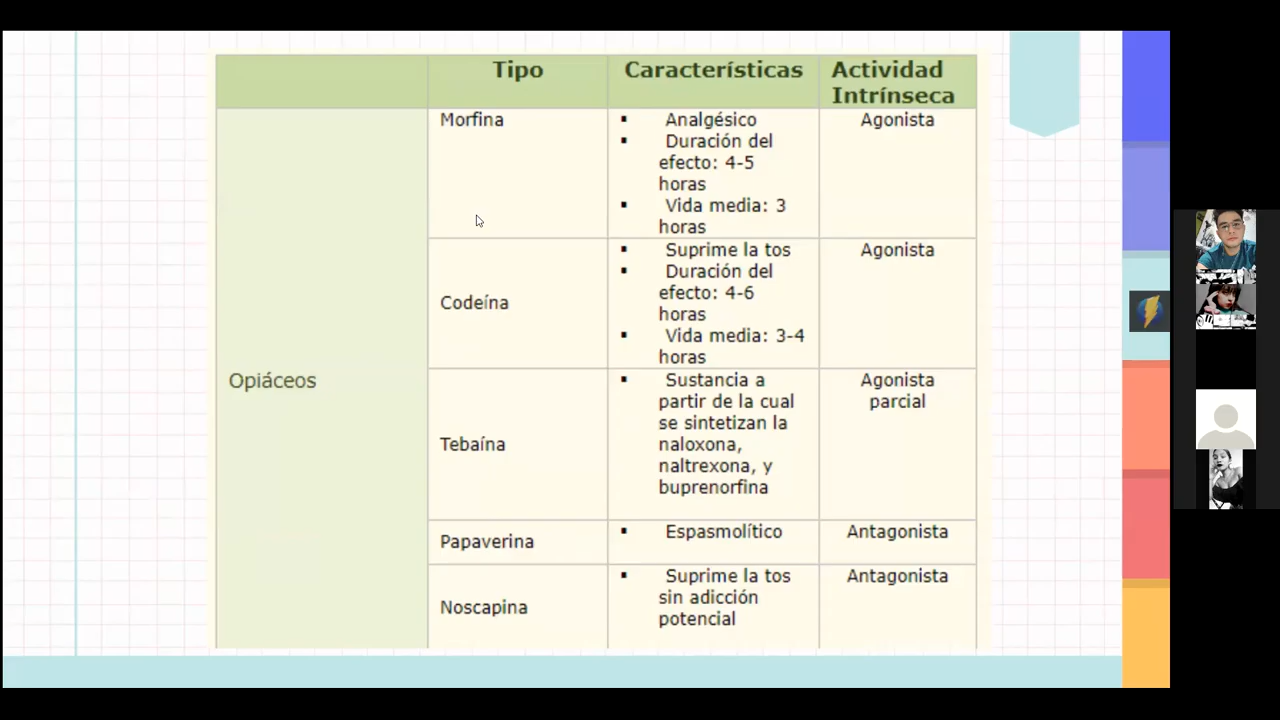 Tipo
Características
Actividad
Intrínseca
Opiáceos
Morfina
▪ Analgésico
▪ Duración del
efecto: 4-5
horas
▪ Vida media: 3
horas
Agonista
Codeína
▪ Suprime la tos
▪ Duración del
efecto: 4-6
horas
▪ Vida media: 3-4
horas
Agonista
Tebaína
▪ Sustancia a
partir de la cual
se sintetizan la
naloxona,
naltrexona, y
buprenorfina
Agonista
parcial
Papaverina
▪ Espasmolítico
Antagonista
Noscapina
▪ Suprime la tos
sin adicción
potencial
Antagonista